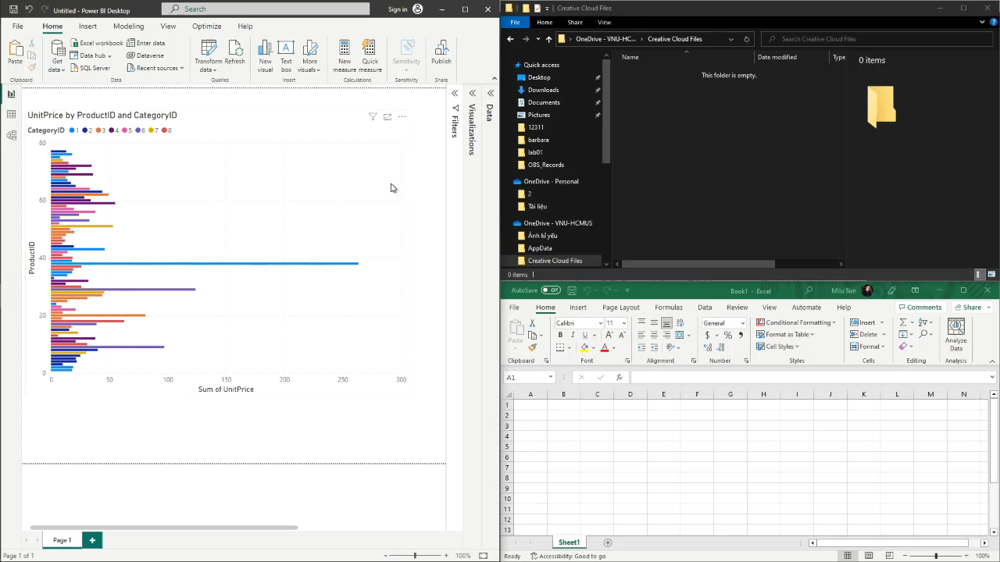 Untitled - Power BI Desktop
Search
Sign in
File
Home
Insert
Modeling
View
Optimize
Help
Paste
Get data
Excel workbook
Data hub
SQL Server
Enter data
Dataverse
Recent sources
Transform data
Refresh
New visual
Text box
More visuals
New measure
Quick measure
Sensitivity
Publish
Clipboard
Data
Queries
Insert
Calculations
Sensitivity
Share
UnitPrice by ProductID and CategoryID
CategoryID 1 2 3 4 5 6 7 8
80
60
40
20
0
ProductID
0 50 100 150 200 250 300
Sum of UnitPrice
Filters
Visualizations
Data
Page 1
Page 1 of 1
100%
Creative Cloud Files
File
Home
Share
View
OneDrive - VNU-HC...
Creative Cloud Files
Search Creative Cloud Files
Quick access
Desktop
Downloads
Documents
Pictures
12311
barbara
lab01
OBS_Records
OneDrive - Personal
2
Tài liệu
OneDrive - VNU-HCMUS
Ảnh kỉ yếu
AppData
Creative Cloud Files
Name
Date modified
Type
This folder is empty.
0 items
0 items
AutoSave Off
Book1 - Excel
Milu Son
File
Home
Insert
Draw
Page Layout
Formulas
Data
Review
View
Automate
Help
Comments
Share
Paste
Calibri
11
B I U
General
Conditional Formatting
Format as Table
Cell Styles
Insert
Delete
Format
Analyze Data
Clipboard
Font
Alignment
Number
Styles
Cells
Editing
Analysis
A1
fx
A B C D E F G H I J K L M N
1
2
3
4
5
6
7
8
9
10
11
12
13
Sheet1
Ready
Accessibility: Good to go
100%